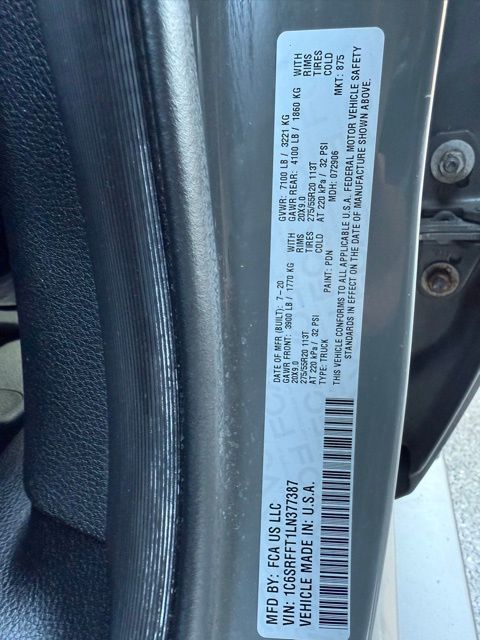 MFD BY: FCA US LLC
DATE OF MFR (BUILT): 7-20
GVWR: 7100 LB / 3221 KG
GAWR FRONT: 3900 LB / 1770 KG WITH
GAWR REAR: 4100 LB / 1860 KG WITH
20X9.0 RIMS
20X9.0 RIMS
275/55R20 113T TIRES
275/55R20 113T TIRES
AT 220 kPa / 32 PSI COLD
AT 220 kPa / 32 PSI COLD
TYPE: TRUCK
PAINT: PDN
MDH: 072906
MKT: 875
THIS VEHICLE CONFORMS TO ALL APPLICABLE U.S.A. FEDERAL MOTOR VEHICLE SAFETY
STANDARDS IN EFFECT ON THE DATE OF MANUFACTURE SHOWN ABOVE.
VIN: 1C6SRFFT1LN377387
VEHICLE MADE IN: U.S.A.